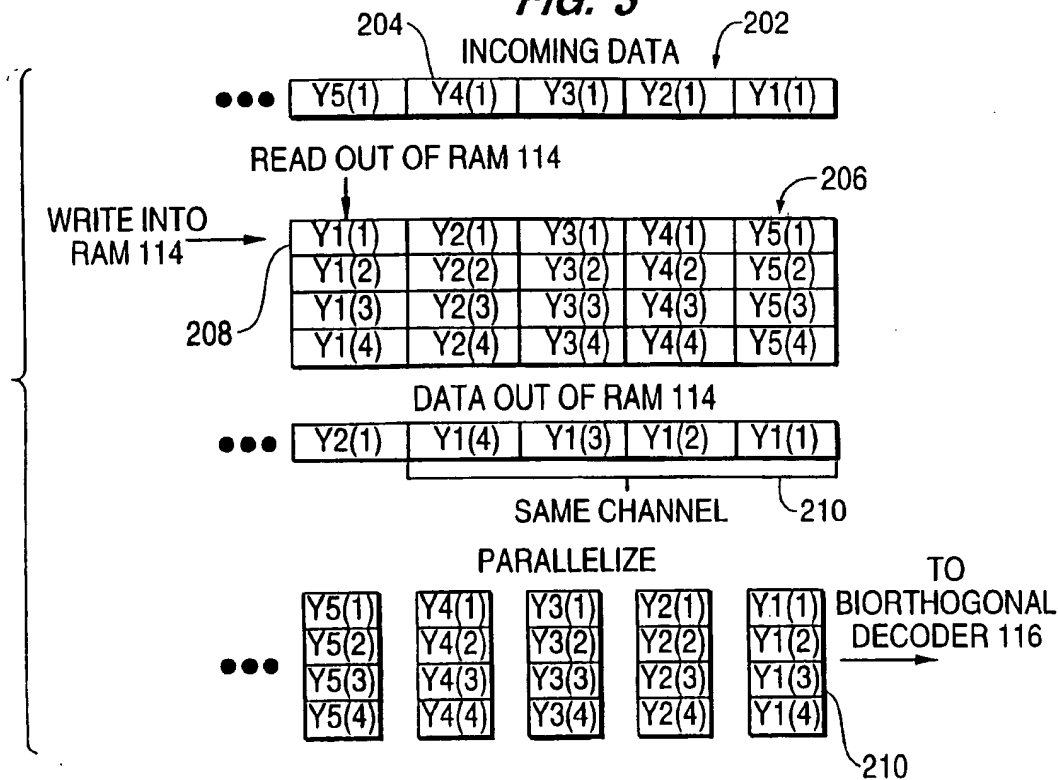 FIG. 3
204
202
INCOMING DATA
Y5(1) Y4(1) Y3(1) Y2(1) Y1(1)
READ OUT OF RAM 114
206
WRITE INTO
RAM 114
Y1(1) Y2(1) Y3(1) Y4(1) Y5(1)
Y1(2) Y2(2) Y3(2) Y4(2) Y5(2)
Y1(3) Y2(3) Y3(3) Y4(3) Y5(3)
208
Y1(4) Y2(4) Y3(4) Y4(4) Y5(4)
DATA OUT OF RAM 114
Y2(1) Y1(4) Y1(3) Y1(2) Y1(1)
SAME CHANNEL
210
PARALLELIZE
TO
BIORTHOGONAL
DECODER 116
Y5(1) Y4(1) Y3(1) Y2(1) Y1(1)
Y5(2) Y4(2) Y3(2) Y2(2) Y1(2)
Y5(3) Y4(3) Y3(3) Y2(3) Y1(3)
Y5(4) Y4(4) Y3(4) Y2(4) Y1(4)
210